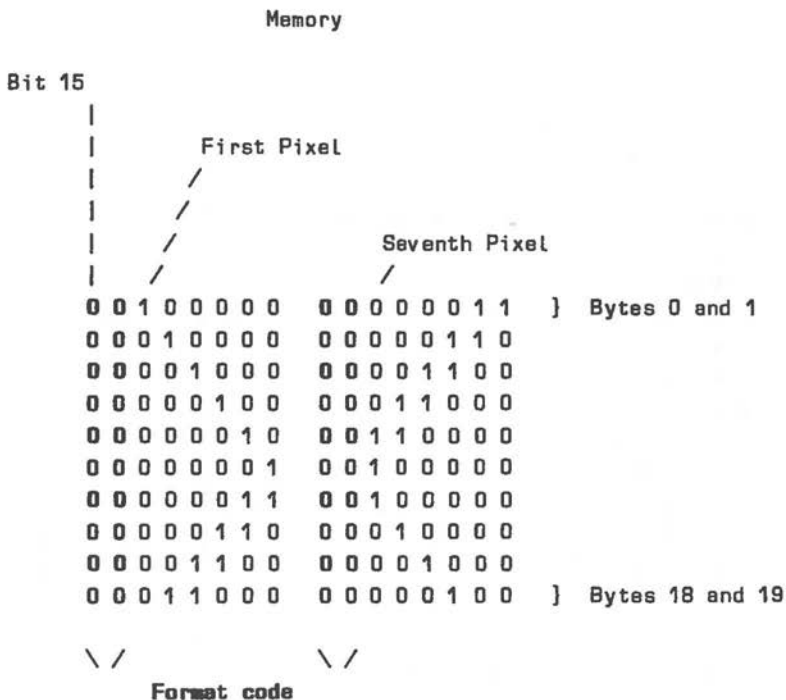 Memory
Bit 15
|
| First Pixel
| /
| /
| / Seventh Pixel
| / /
0 0 1 0 0 0 0 0 0 0 0 0 0 0 1 1 } Bytes 0 and 1
0 0 0 1 0 0 0 0 0 0 0 0 0 1 1 0
0 0 0 0 1 0 0 0 0 0 0 0 1 1 0 0
0 0 0 0 0 1 0 0 0 0 0 1 1 0 0 0
0 0 0 0 0 0 1 0 0 0 1 1 0 0 0 0
0 0 0 0 0 0 0 1 0 0 1 0 0 0 0 0
0 0 0 0 0 0 1 1 0 0 1 0 0 0 0 0
0 0 0 0 0 1 1 0 0 0 0 1 0 0 0 0
0 0 0 0 1 1 0 0 0 0 0 0 1 0 0 0
0 0 0 1 1 0 0 0 0 0 0 0 0 1 0 0 } Bytes 18 and 19
\ / \ /
Format code